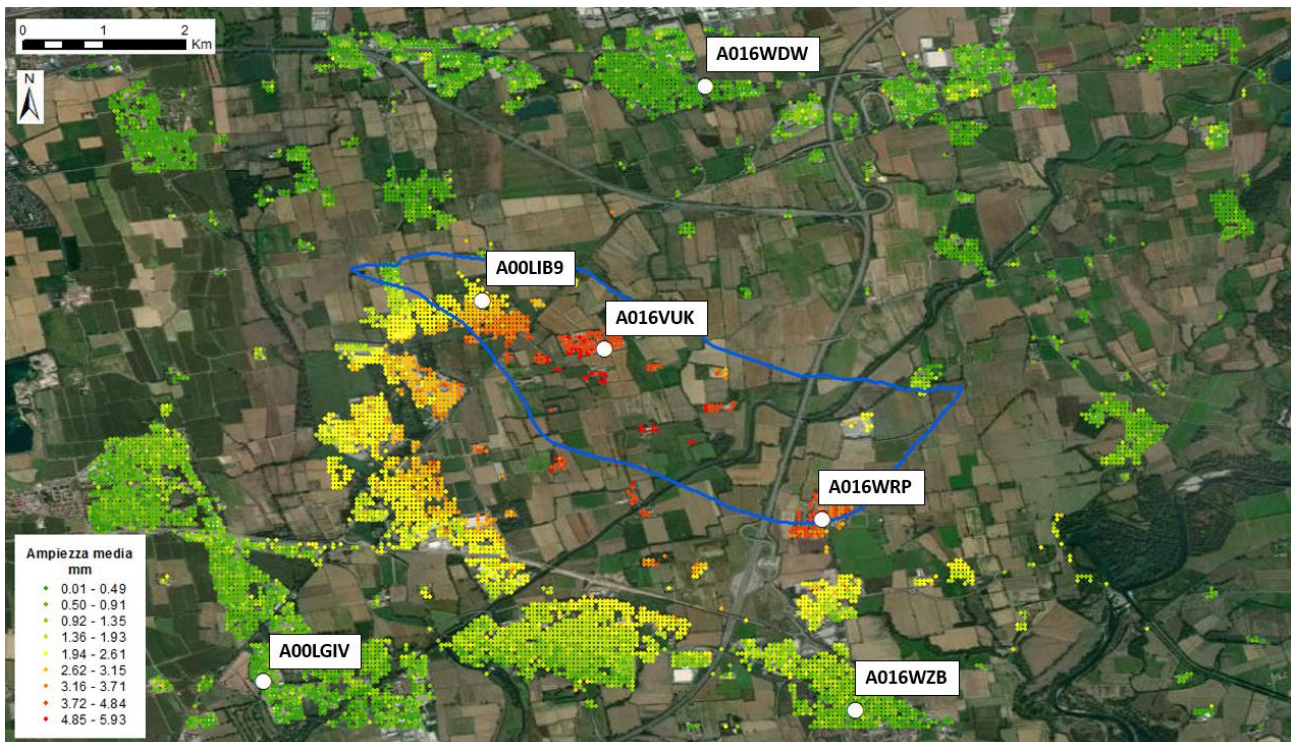 0 1 2
Km
N
A016WDW
A00LIB9
A016VUK
A016WRP
A00LGIV
A016WZB
Ampiezza media
mm
0.01 - 0.49
0.50 - 0.91
0.92 - 1.35
1.36 - 1.93
1.94 - 2.61
2.62 - 3.15
3.16 - 3.71
3.72 - 4.84
4.85 - 5.93